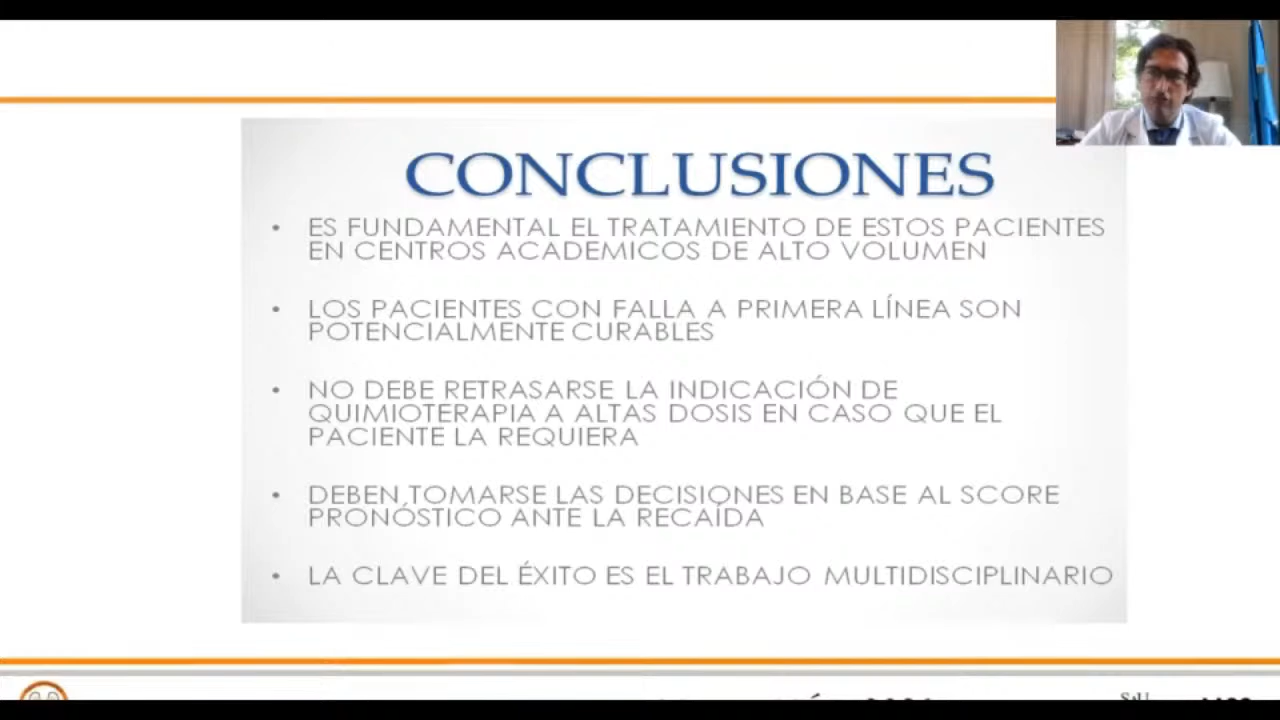 CONCLUSIONES
• ES FUNDAMENTAL EL TRATAMIENTO DE ESTOS PACIENTES
EN CENTROS ACADEMICOS DE ALTO VOLUMEN
• LOS PACIENTES CON FALLA A PRIMERA LÍNEA SON
POTENCIALMENTE CURABLES
• NO DEBE RETRASARSE LA INDICACIÓN DE
QUIMIOTERAPIA A ALTAS DOSIS EN CASO QUE EL
PACIENTE LA REQUIERA
• DEBEN TOMARSE LAS DECISIONES EN BASE AL SCORE
PRONÓSTICO ANTE LA RECAÍDA
• LA CLAVE DEL ÉXITO ES EL TRABAJO MULTIDISCIPLINARIO